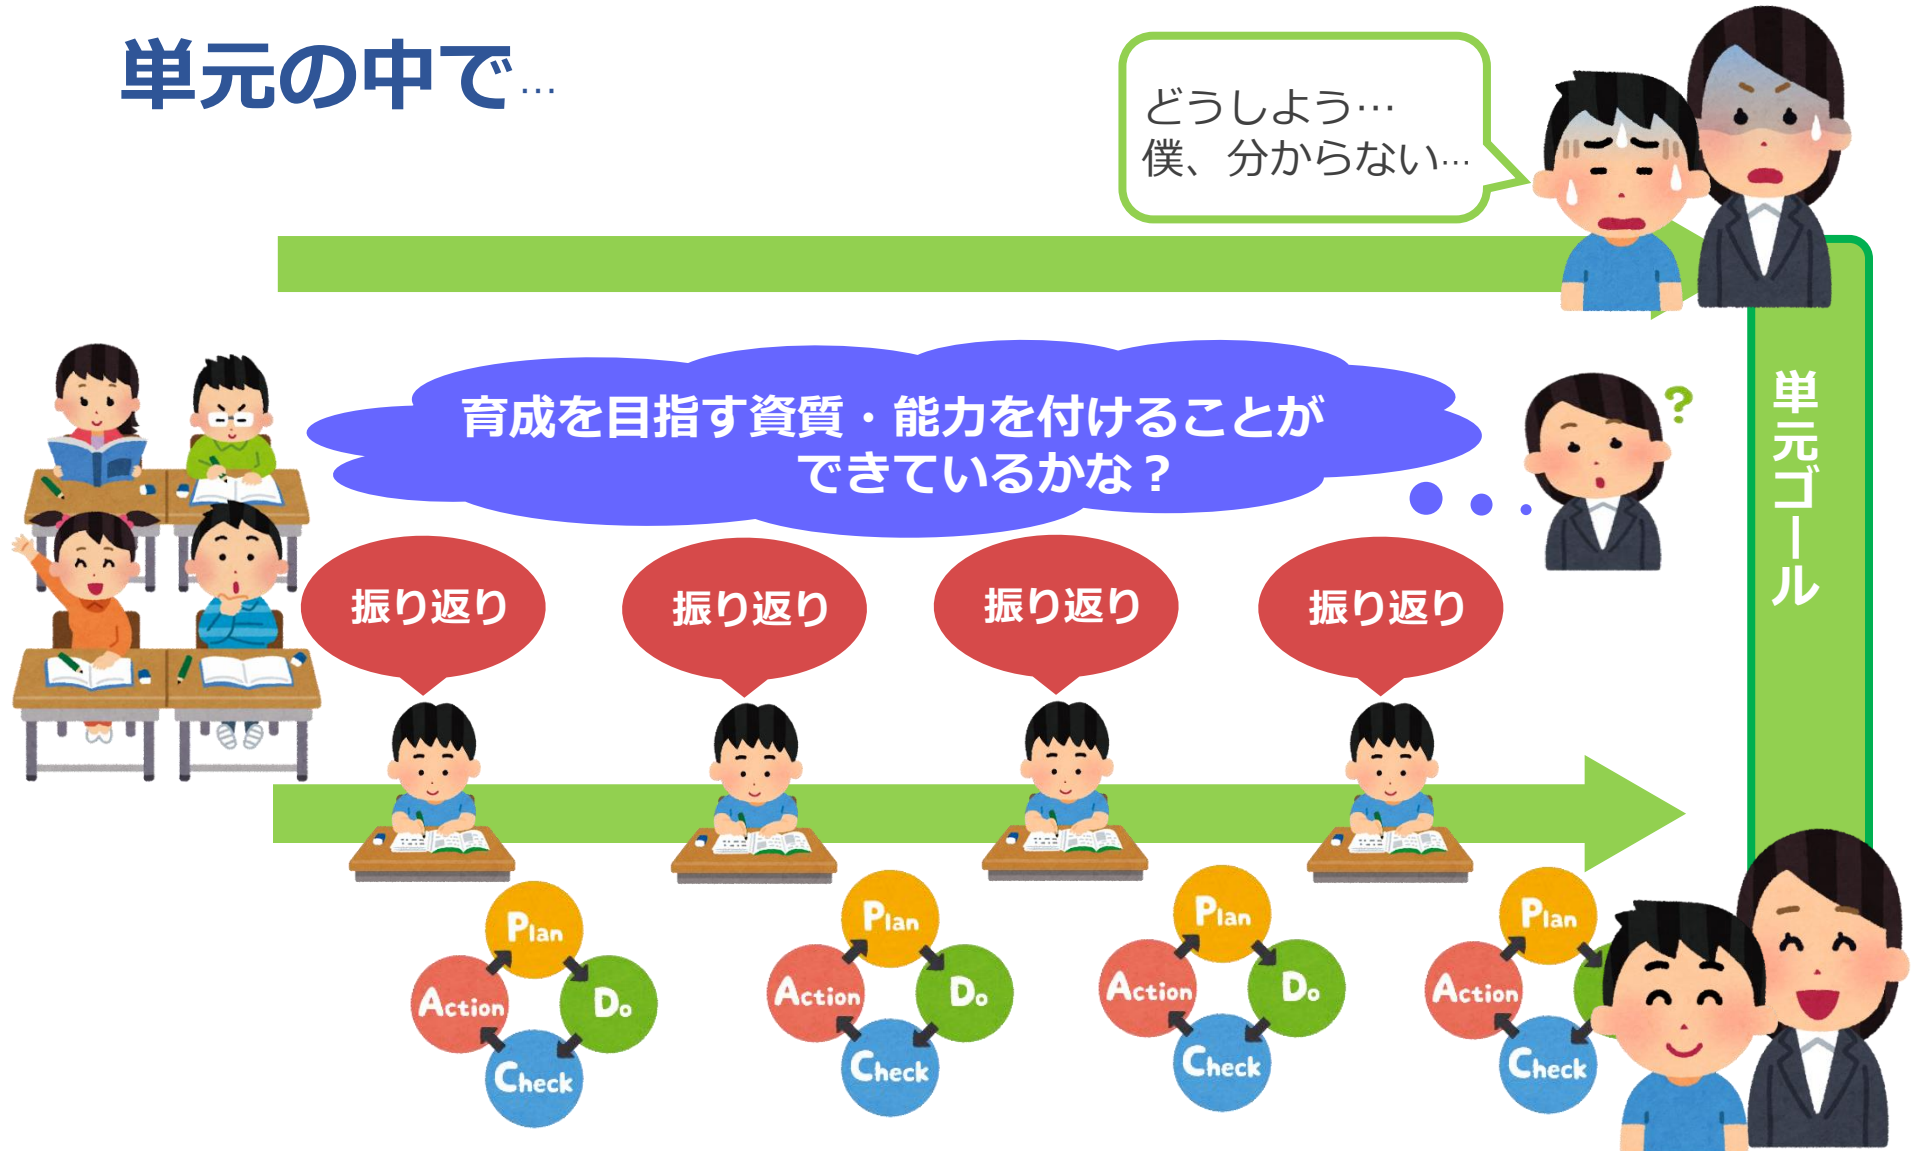 単元の中で…
どうしよう…
僕、分からない…
育成を目指す資質・能力を付けることが
できているかな？
?
単元ゴール
振り返り
振り返り
振り返り
振り返り
Plan
Do
Check
Action
Plan
Do
Check
Action
Plan
Do
Check
Action
Plan
Check
Action